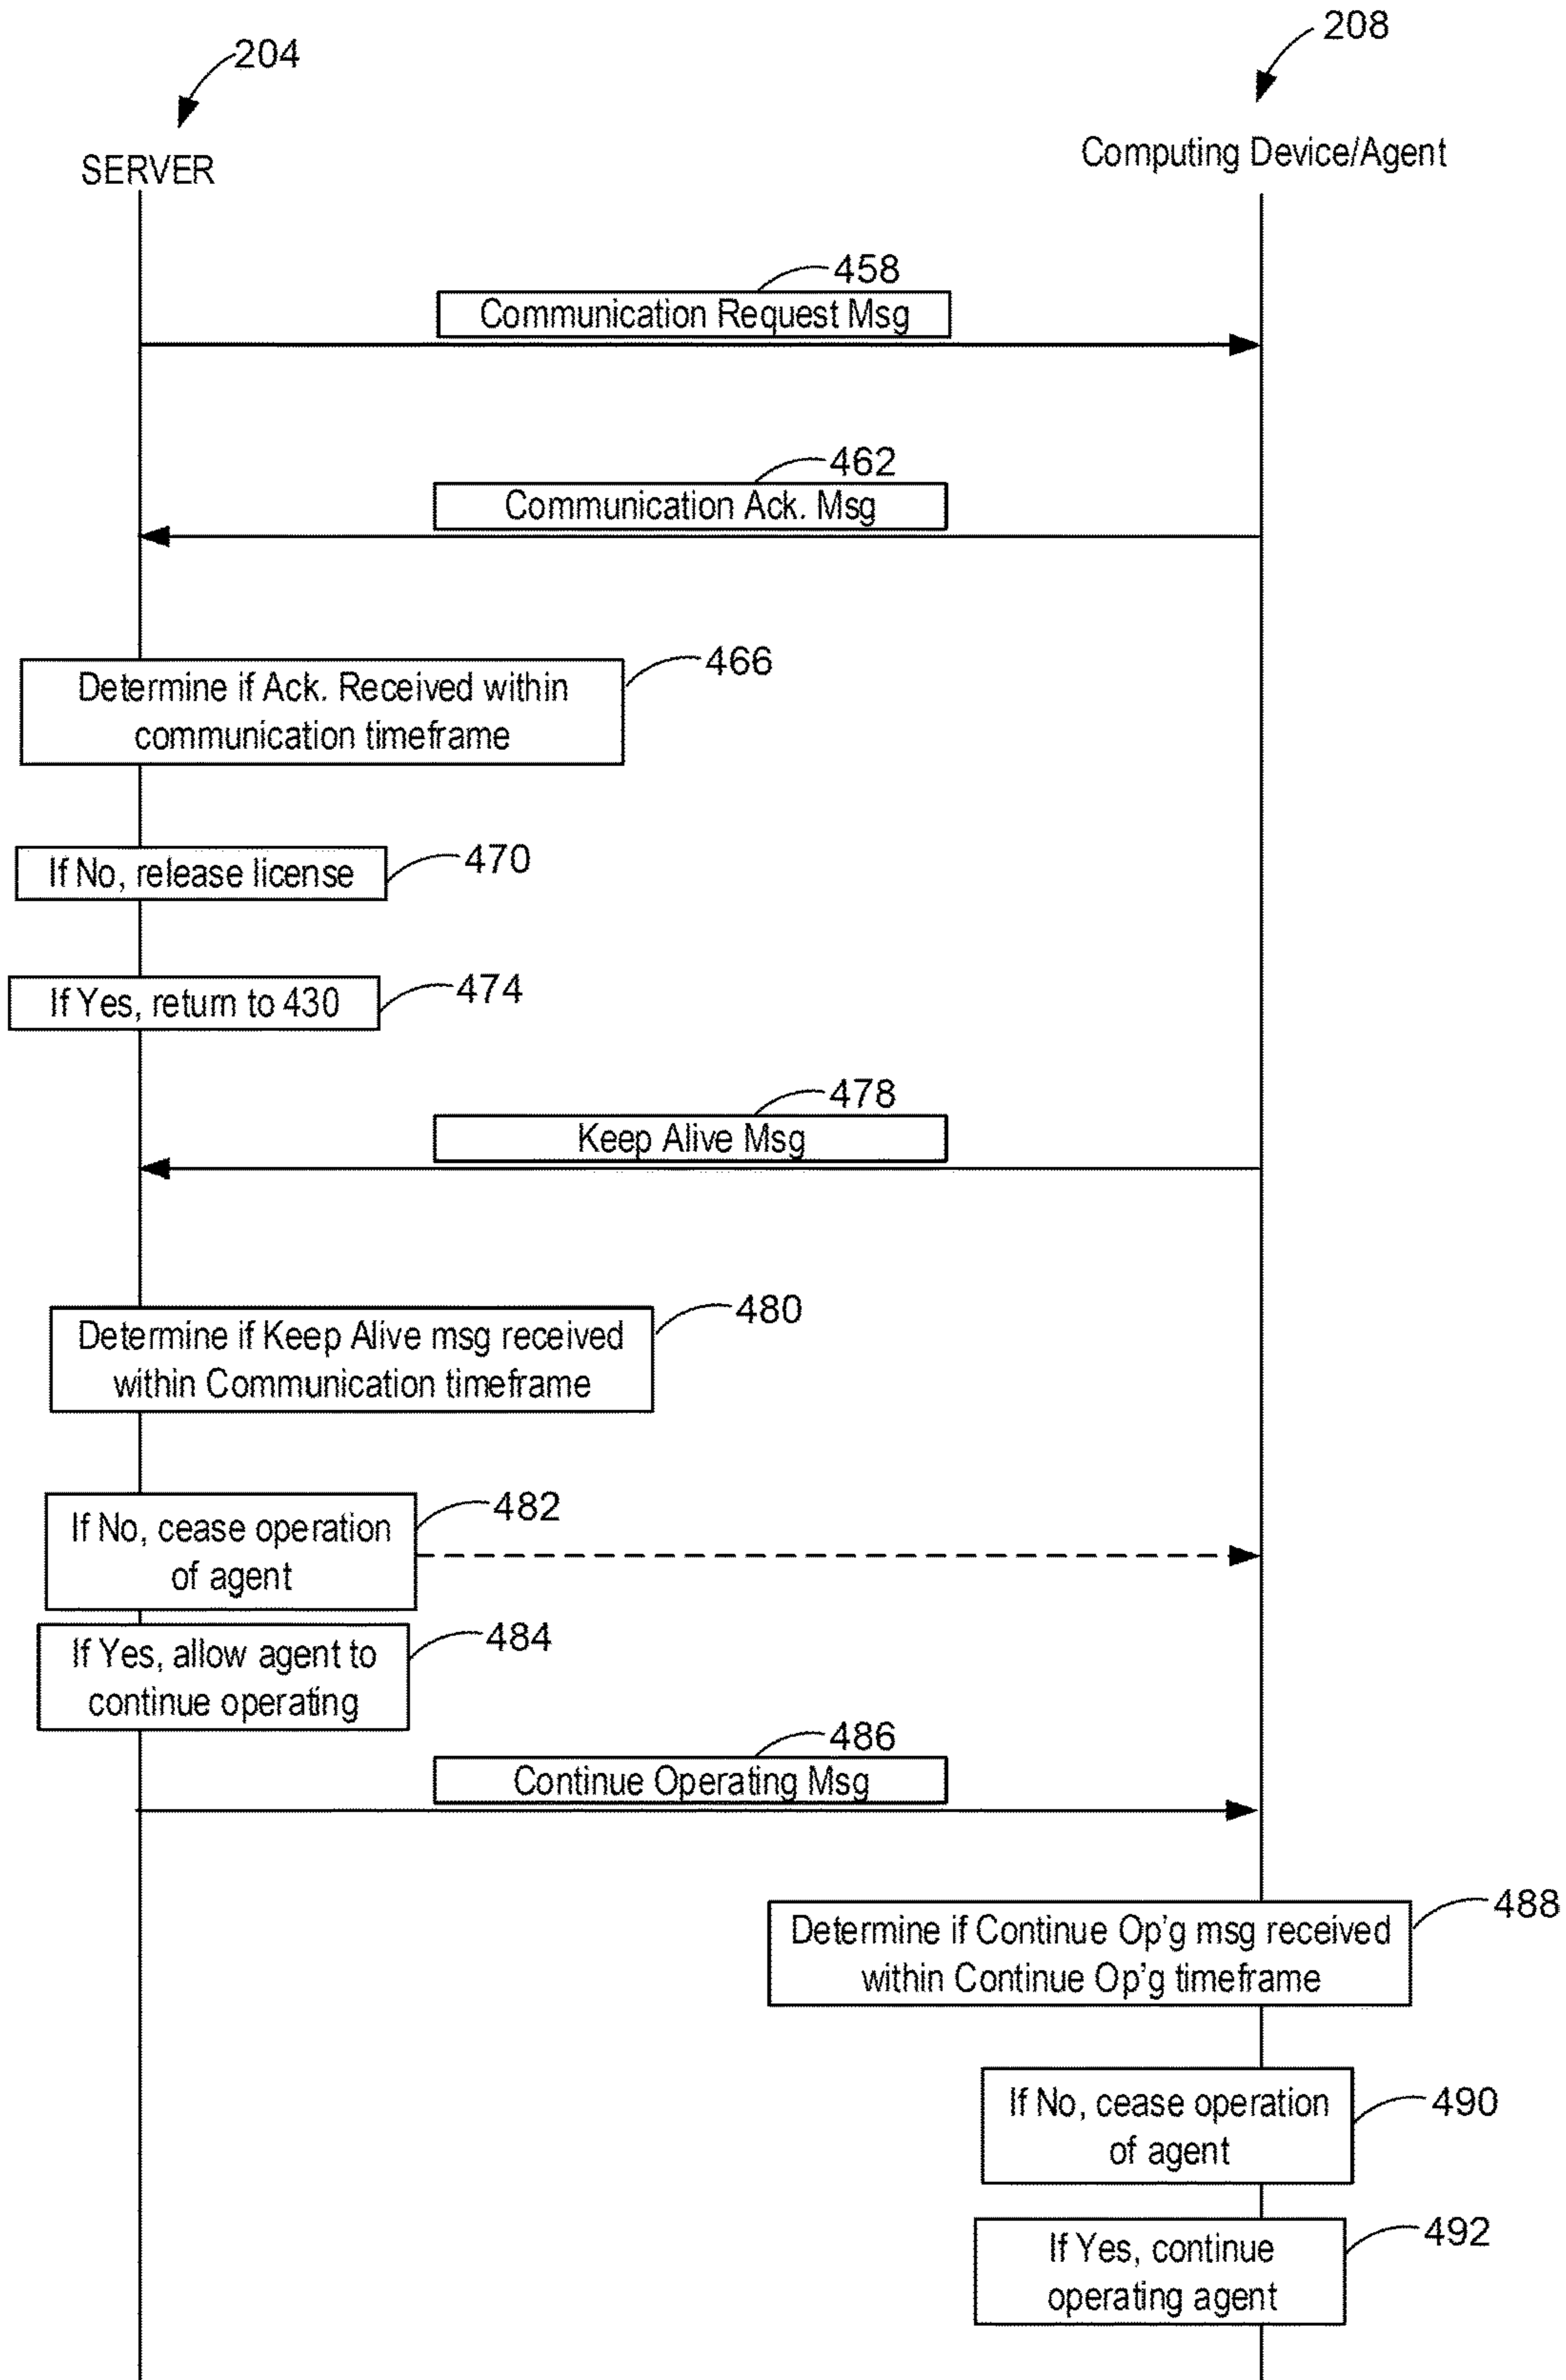 204
208
SERVER
Computing Device/Agent
458
Communication Request Msg
462
Communication Ack. Msg
466
Determine if Ack. Received within
communication timeframe
470
If No, release license
474
If Yes, return to 430
478
Keep Alive Msg
480
Determine if Keep Alive msg received
within Communication timeframe
482
If No, cease operation
of agent
484
If Yes, allow agent to
continue operating
486
Continue Operating Msg
488
Determine if Continue Op'g msg received
within Continue Op'g timeframe
490
If No, cease operation
of agent
492
If Yes, continue
operating agent